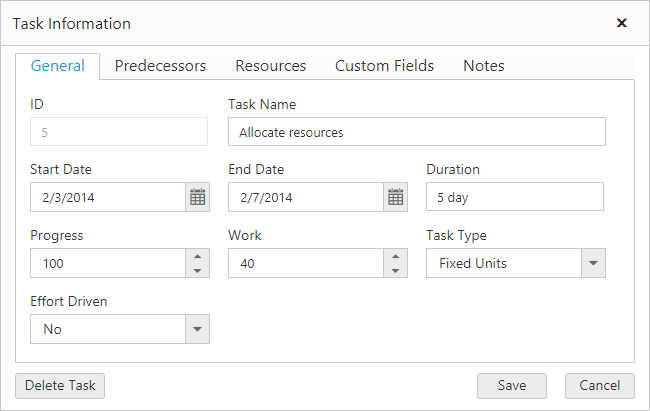 Task Information
General Predecessors Resources Custom Fields Notes
ID Task Name
5 Allocate resources
Start Date End Date Duration
2/3/2014 2/7/2014 5 day
Progress Work Task Type
100 40 Fixed Units
Effort Driven
No
Delete Task Save Cancel